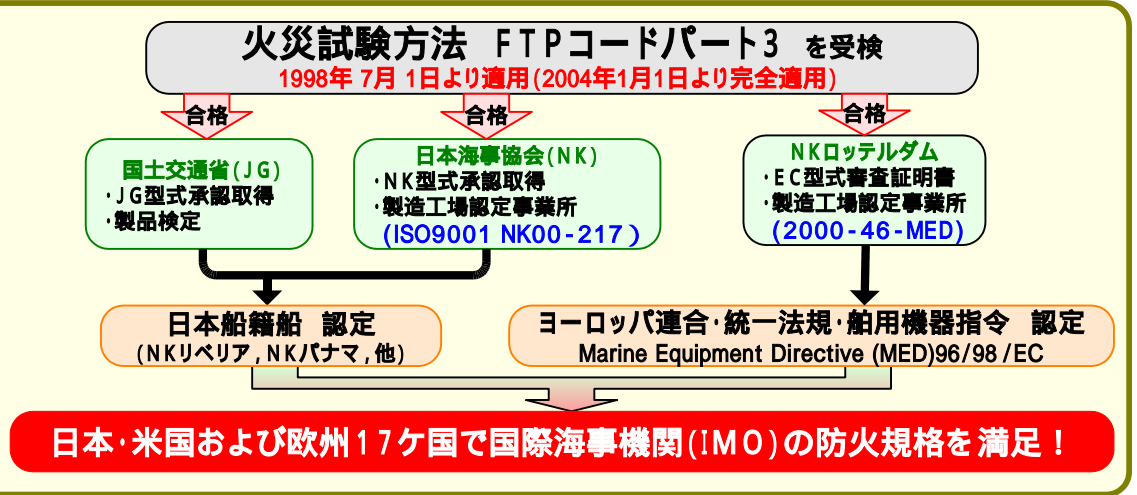 火災試験方法 FTPコードパート3 を受検
1998年 7月 1日より適用(2004年1月1日より完全適用)
合格
合格
合格
国土交通省(JG)
・JG型式承認取得
・製品検定
日本海事協会(NK)
・NK型式承認取得
・製造工場認定事業所
(ISO9001 NK00-217)
NKロッテルダム
・EC型式審査証明書
・製造工場認定事業所
(2000-46-MED)
日本船籍船 認定
(NKリベリア,NKパナマ,他)
ヨーロッパ連合・統一法規・舶用機器指令 認定
Marine Equipment Directive (MED)96/98/EC
日本・米国および欧州17ケ国で国際海事機関(IMO)の防火規格を満足!